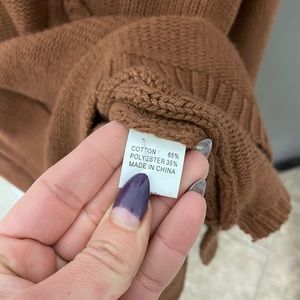 COTTON 65%
POLYESTER 35%
MADE IN CHINA